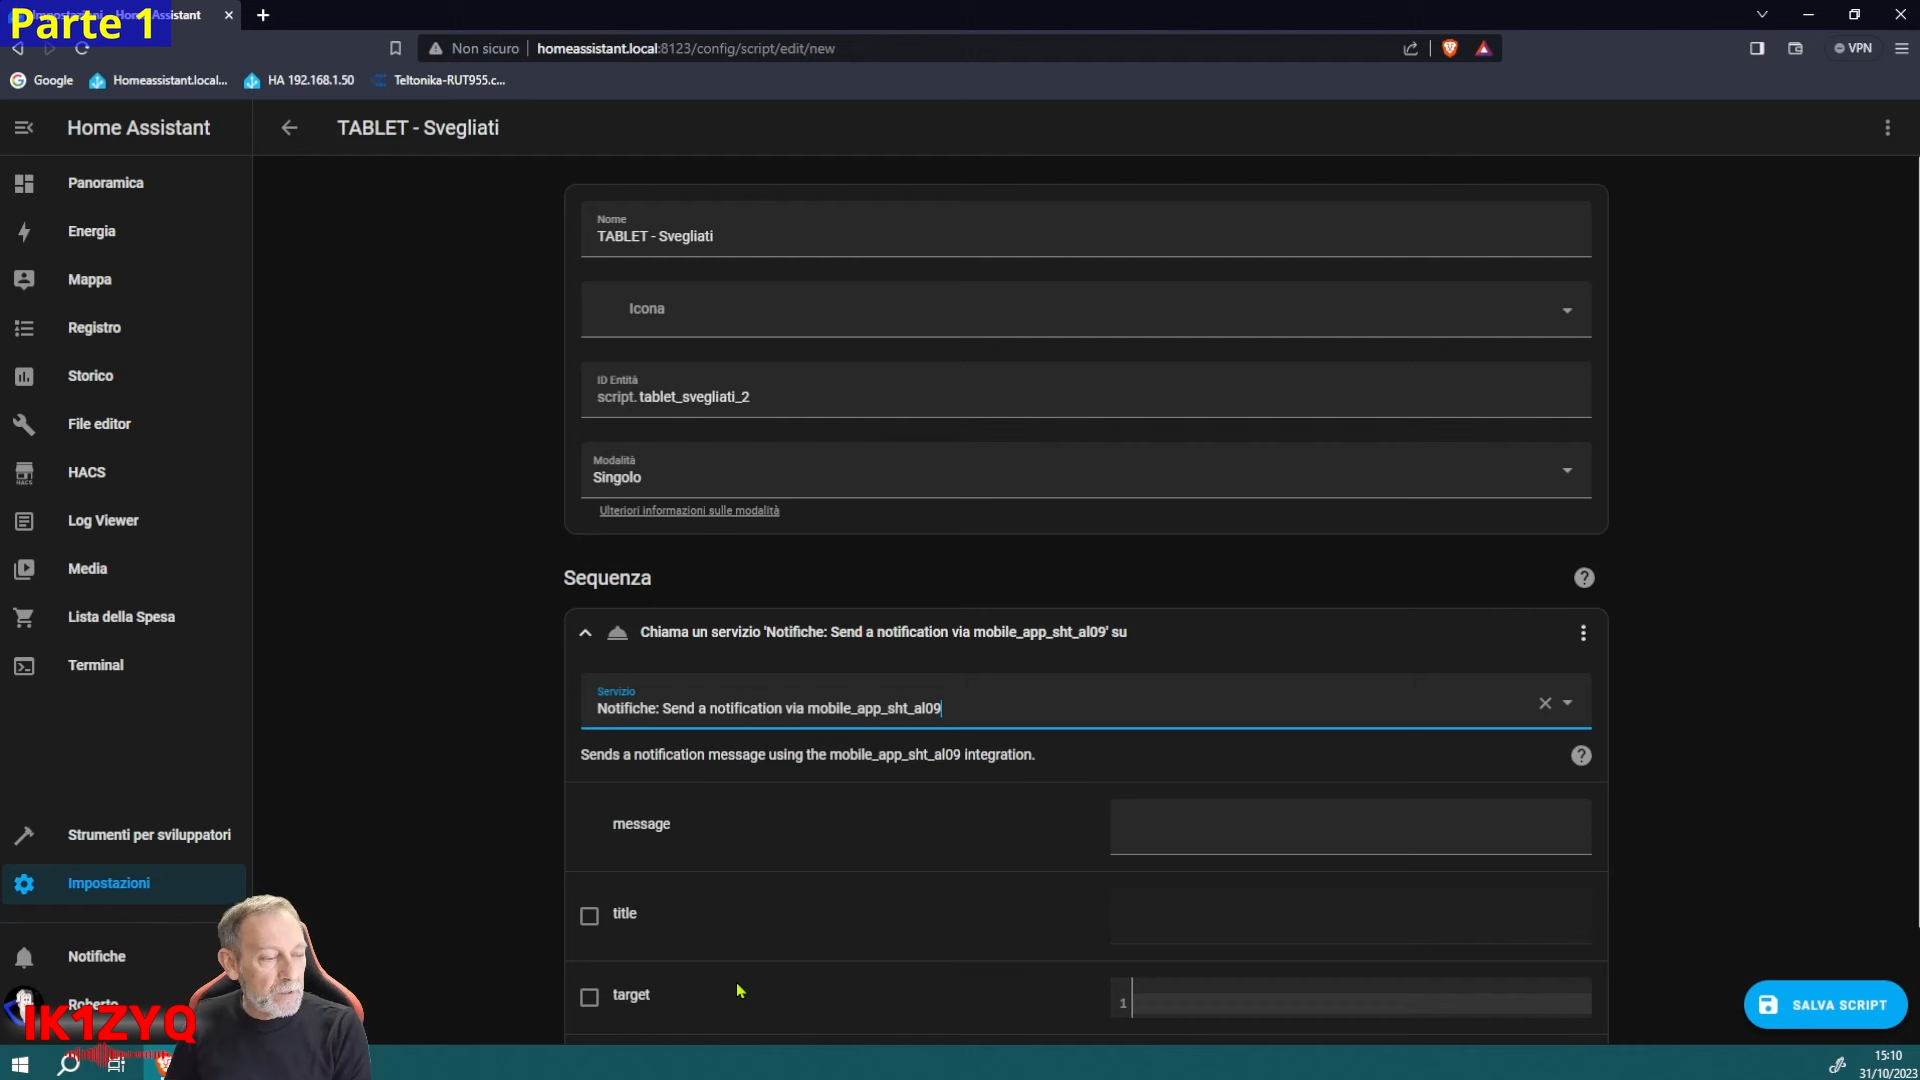 Parte 1
Assistant
Non sicuro
homeassistant.local:8123/config/script/edit/new
VPN
Google
Homeassistant.local...
HA 192.168.1.50
Teltonika-RUT955.c...
Home Assistant
TABLET - Svegliati
Panoramica
Energia
Mappa
Registro
Storico
File editor
HACS
HACS
Log Viewer
Media
Lista della Spesa
Terminal
Strumenti per sviluppatori
Impostazioni
Notifiche
Roberto
IK1ZYQ
Nome
TABLET - Svegliati
Icona
ID Entità
script. tablet_svegliati_2
Modalità
Singolo
Ulteriori informazioni sulle modalità
Sequenza
Chiama un servizio 'Notifiche: Send a notification via mobile_app_sht_al09' su
Servizio
Notifiche: Send a notification via mobile_app_sht_al09
Sends a notification message using the mobile_app_sht_al09 integration.
message
title
target
1
SALVA SCRIPT
15:10
31/10/2023